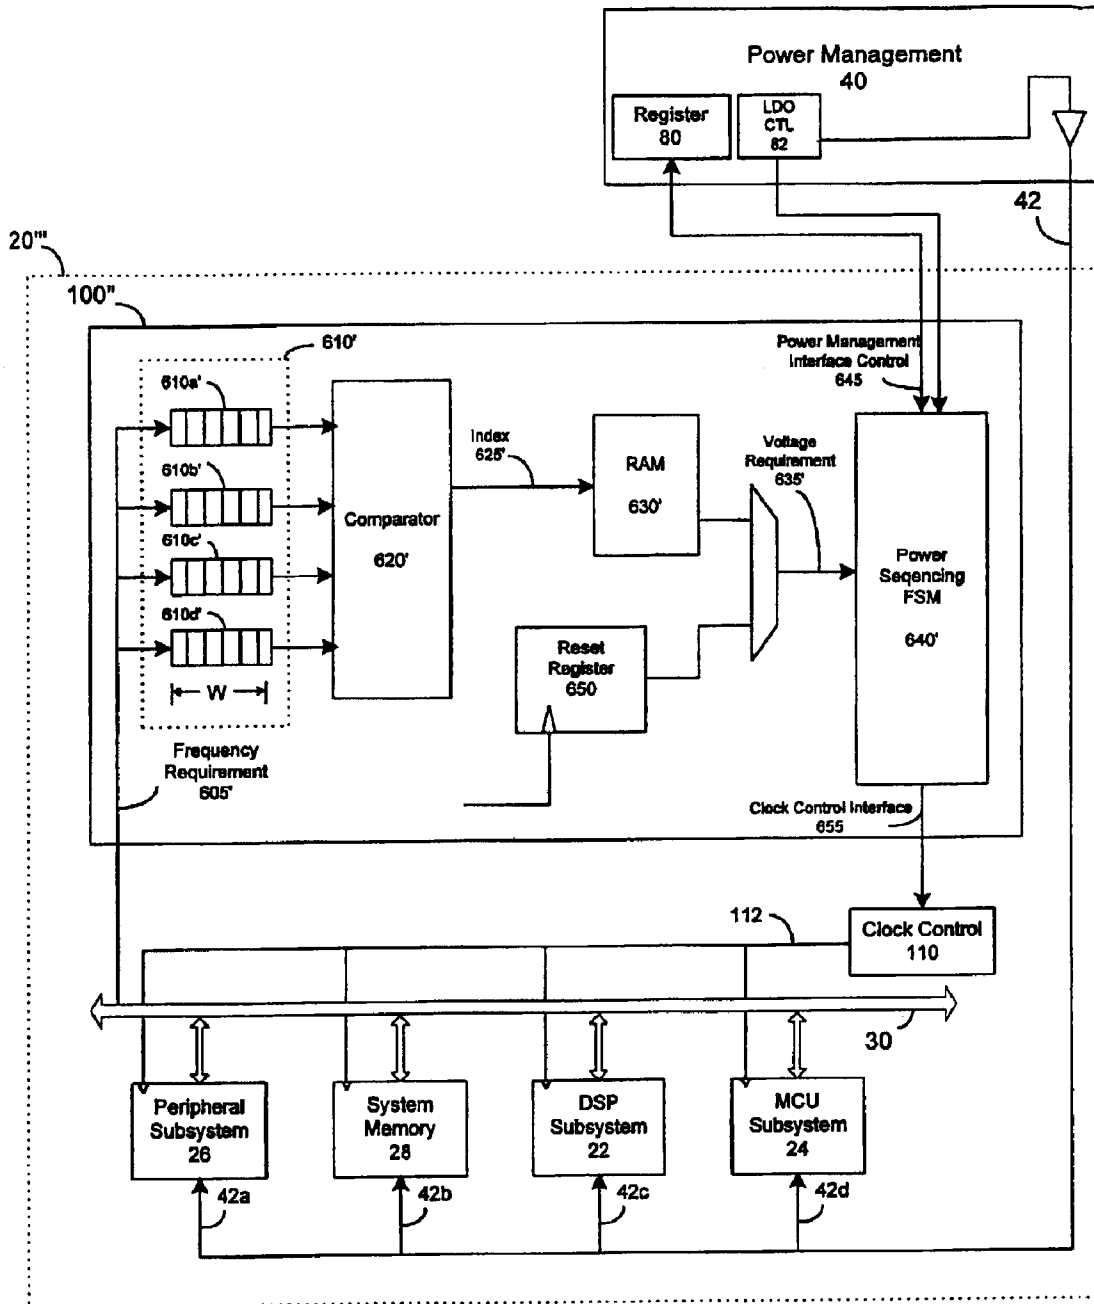 Power Management
40
Register
80
LDO
CTL
82
42
20'''
100''
610'
Power Management
Interface Control
645
610a'
610b'
610c'
610d'
W
Comparator
620'
Index
625'
RAM
630'
Voltage
Requirement
635'
Power
Seqencing
FSM
640'
Reset
Register
650
Frequency
Requirement
605'
Clock Control Interface
655
112
Clock Control
110
30
Peripheral
Subsystem
26
System
Memory
28
DSP
Subsystem
22
MCU
Subsystem
24
42a
42b
42c
42d